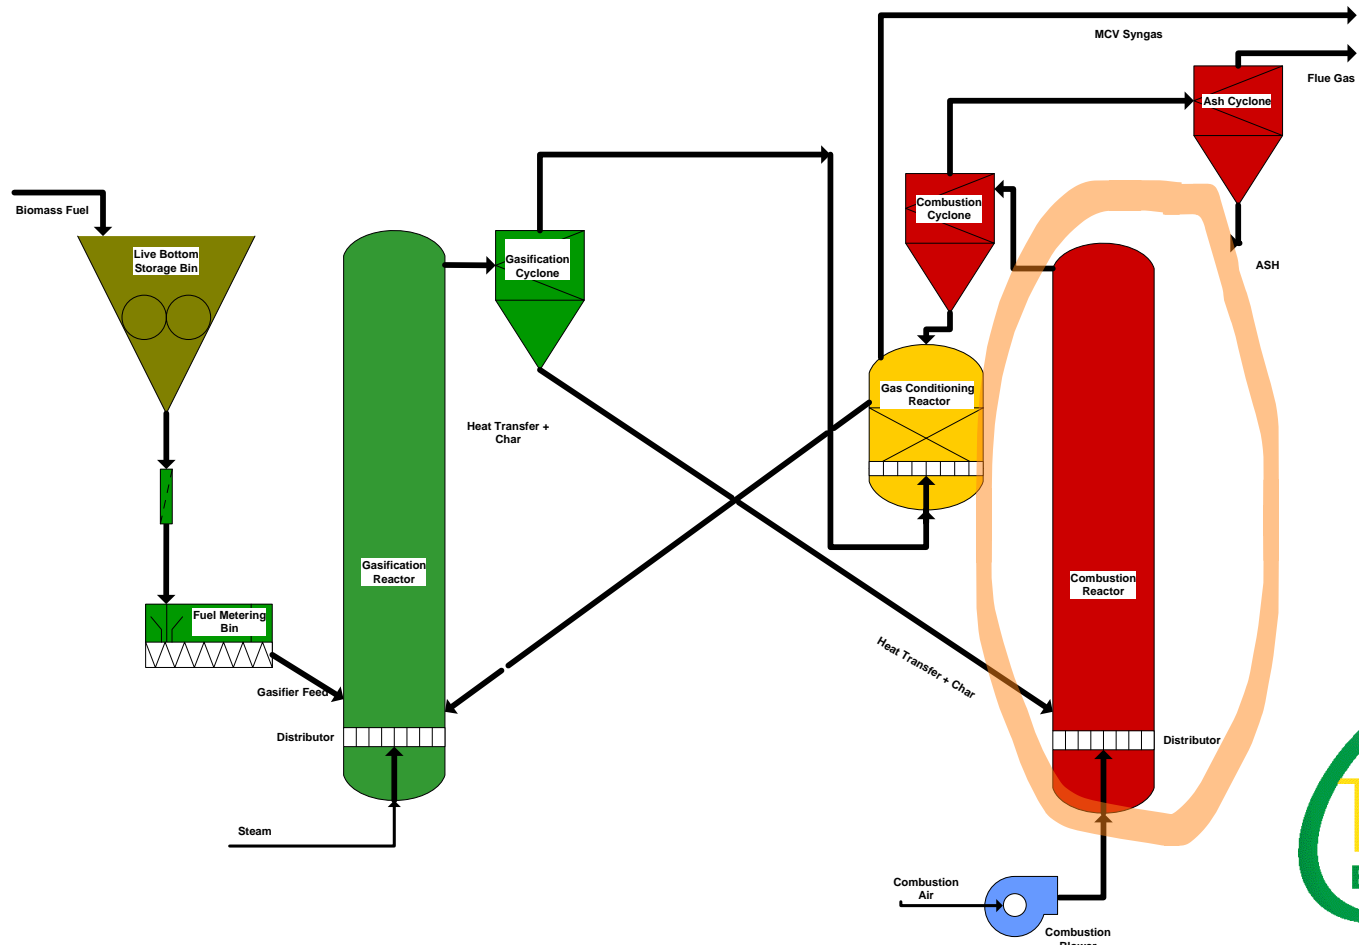 MCV Syngas
Flue Gas
Ash Cyclone
Combustion
Cyclone
Biomass Fuel
Live Bottom
Storage Bin
Gasification
Cyclone
ASH
Gas Conditioning
Reactor
Heat Transfer +
Char
Gasification
Reactor
Combustion
Reactor
Fuel Metering
Bin
Heat Transfer + Char
Gasifier Feed
Distributor
Distributor
Steam
Combustion
Air
Combustion
Blower